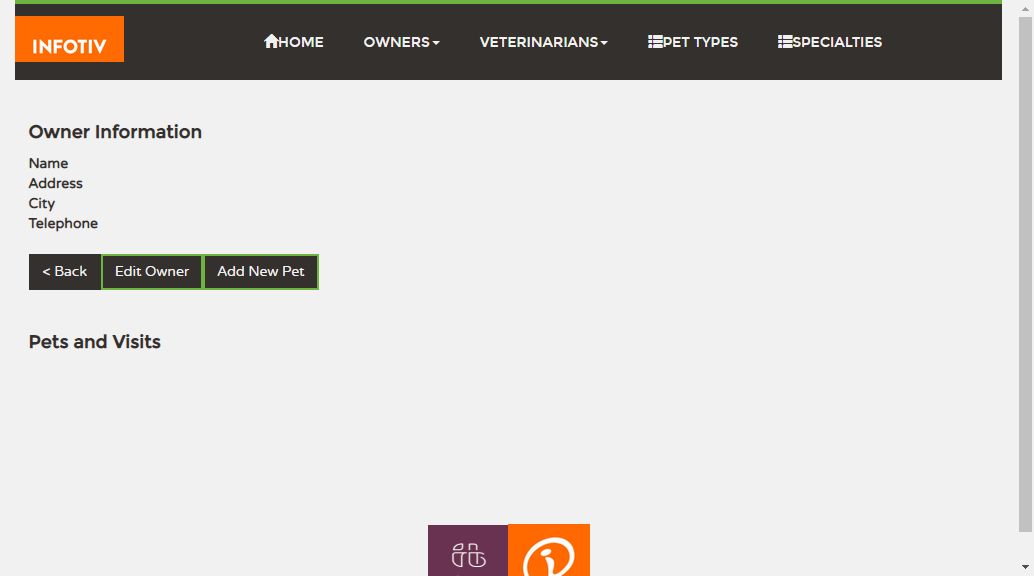 INFOTIV
HOME
OWNERS
VETERINARIANS
PET TYPES
SPECIALTIES
Owner Information
Name
Address
City
Telephone
< Back
Edit Owner
Add New Pet
Pets and Visits